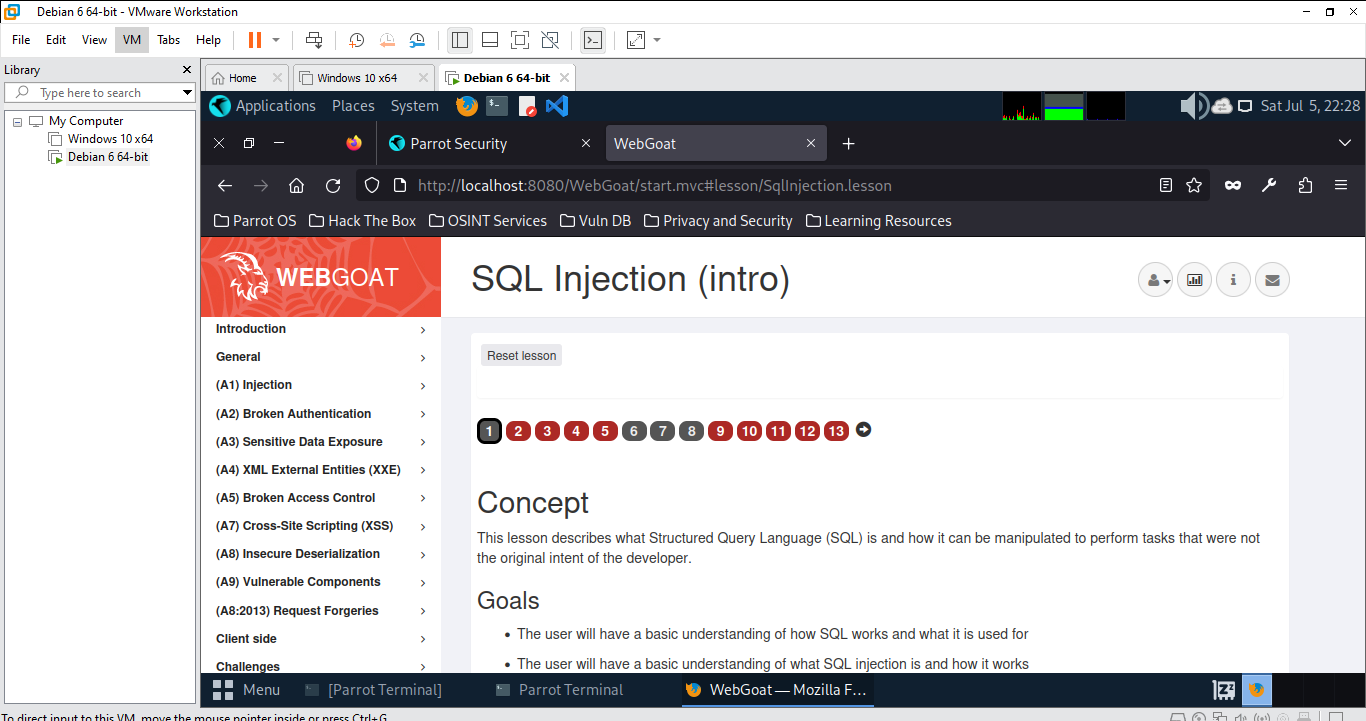 Debian 6 64-bit - VMware Workstation
File Edit View VM Tabs Help
Library
Type here to search
My Computer
Windows 10 x64
Debian 6 64-bit
Home Windows 10 x64 Debian 6 64-bit
Applications Places System Sat Jul 5, 22:28
Parrot Security WebGoat
http://localhost:8080/WebGoat/start.mvc#lesson/SqlInjection.lesson
Parrot OS Hack The Box OSINT Services Vuln DB Privacy and Security Learning Resources
WEBGOAT
SQL Injection (intro)
Introduction
General
(A1) Injection
(A2) Broken Authentication
(A3) Sensitive Data Exposure
(A4) XML External Entities (XXE)
(A5) Broken Access Control
(A7) Cross-Site Scripting (XSS)
(A8) Insecure Deserialization
(A9) Vulnerable Components
(A8:2013) Request Forgeries
Client side
Challenges
Reset lesson
1 2 3 4 5 6 7 8 9 10 11 12 13
Concept
This lesson describes what Structured Query Language (SQL) is and how it can be manipulated to perform tasks that were not
the original intent of the developer.
Goals
• The user will have a basic understanding of how SQL works and what it is used for
• The user will have a basic understanding of what SQL injection is and how it works
Menu [Parrot Terminal] Parrot Terminal WebGoat — Mozilla F...
To direct input to this VM, move the mouse pointer inside or press Ctrl+G.